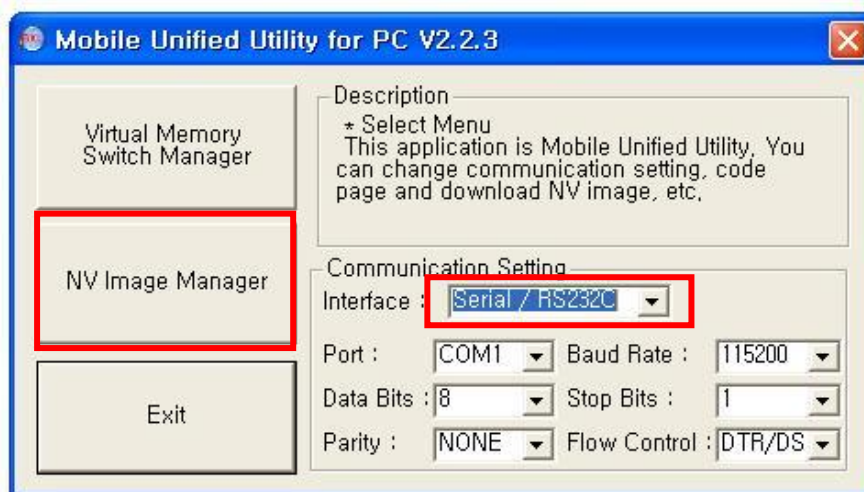 Mobile Unified Utility for PC V2.2.3
Virtual Memory
Switch Manager
NV Image Manager
Exit
Description
* Select Menu
This application is Mobile Unified Utility, You
can change communication setting, code
page and download NV image, etc,
Communication Setting
Interface : Serial / RS232C
Port : COM1 Baud Rate : 115200
Data Bits : 8 Stop Bits : 1
Parity : NONE Flow Control : DTR/DS